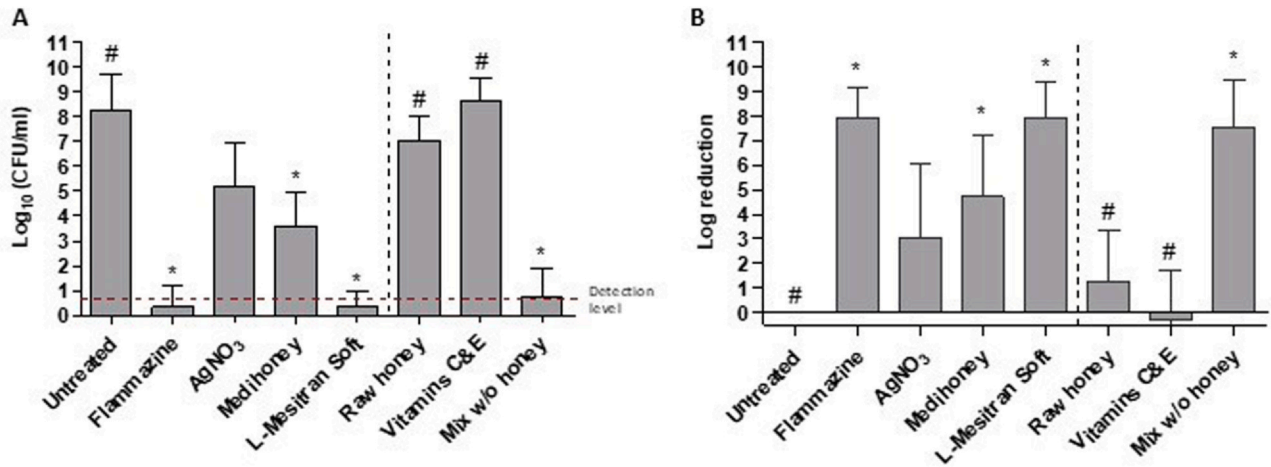 A
Log10 (CFU/ml)
11
10
9
8
7
6
5
4
3
2
1
0
#
*
*
*
#
#
*
Detection
level
Untreated
Flammazine
AgNO3
Medihoney
L-Mesitran Soft
Raw honey
Vitamins C&E
Mix w/o honey
B
Log reduction
11
10
9
8
7
6
5
4
3
2
1
0
#
*
*
*
#
#
*
Untreated
Flammazine
AgNO3
Medihoney
L-Mesitran Soft
Raw honey
Vitamins C&E
Mix w/o honey